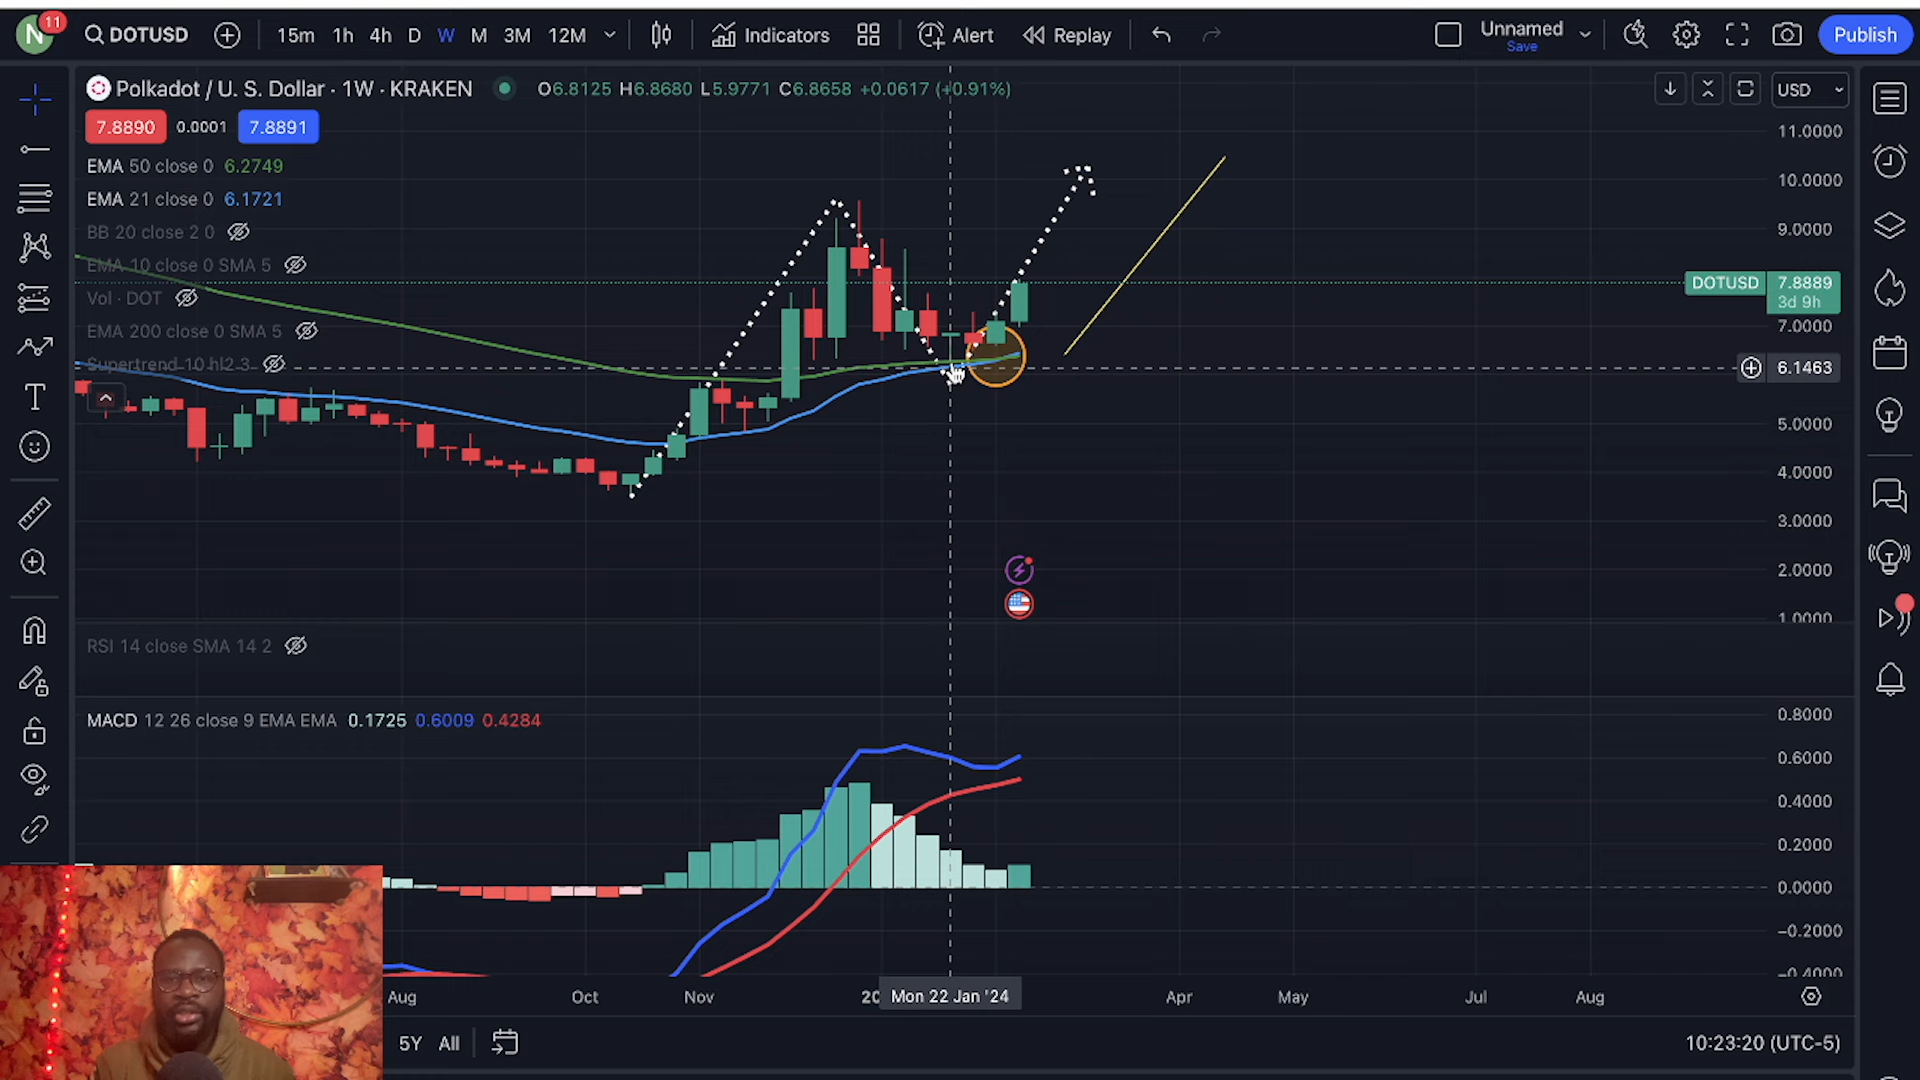 N 11 DOTUSD 15m 1h 4h D W M 3M 12M Indicators Alert Replay Unnamed Publish
Save
Polkadot / U. S. Dollar · 1W · KRAKEN O6.8125 H6.8680 L5.9771 C6.8658 +0.0617 (+0.91%) USD
7.8890 0.0001 7.8891
11.0000
EMA 50 close 0 6.2749
10.0000
EMA 21 close 0 6.1721
BB 20 close 2 0
9.0000
EMA 10 close 0 SMA 5
DOTUSD 7.8889
3d 9h
Vol · DOT
EMA 200 close 0 SMA 5
7.0000
Supertrend 10 hl2 3
6.1463
5.0000
4.0000
3.0000
2.0000
1.0000
RSI 14 close SMA 14 2
MACD 12 26 close 9 EMA EMA 0.1725 0.6009 0.4284
0.8000
0.6000
0.4000
0.2000
0.0000
−0.2000
−0.4000
Aug Oct Nov 20 Mon 22 Jan '24 Apr May Jul Aug
5Y All 10:23:20 (UTC-5)